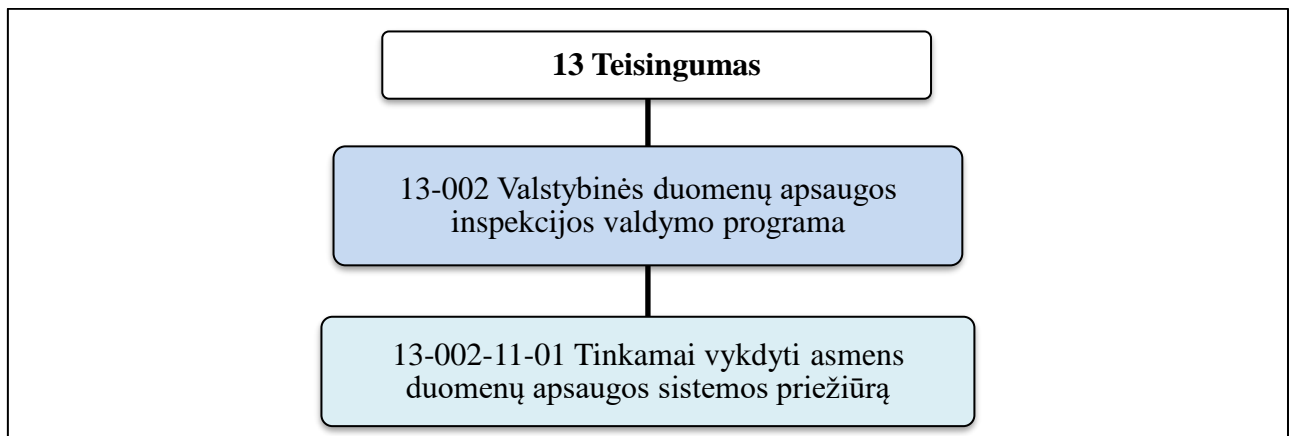 13 Teisingumas
13-002 Valstybinės duomenų apsaugos
inspekcijos valdymo programa
13-002-11-01 Tinkamai vykdyti asmens
duomenų apsaugos sistemos priežiūrą